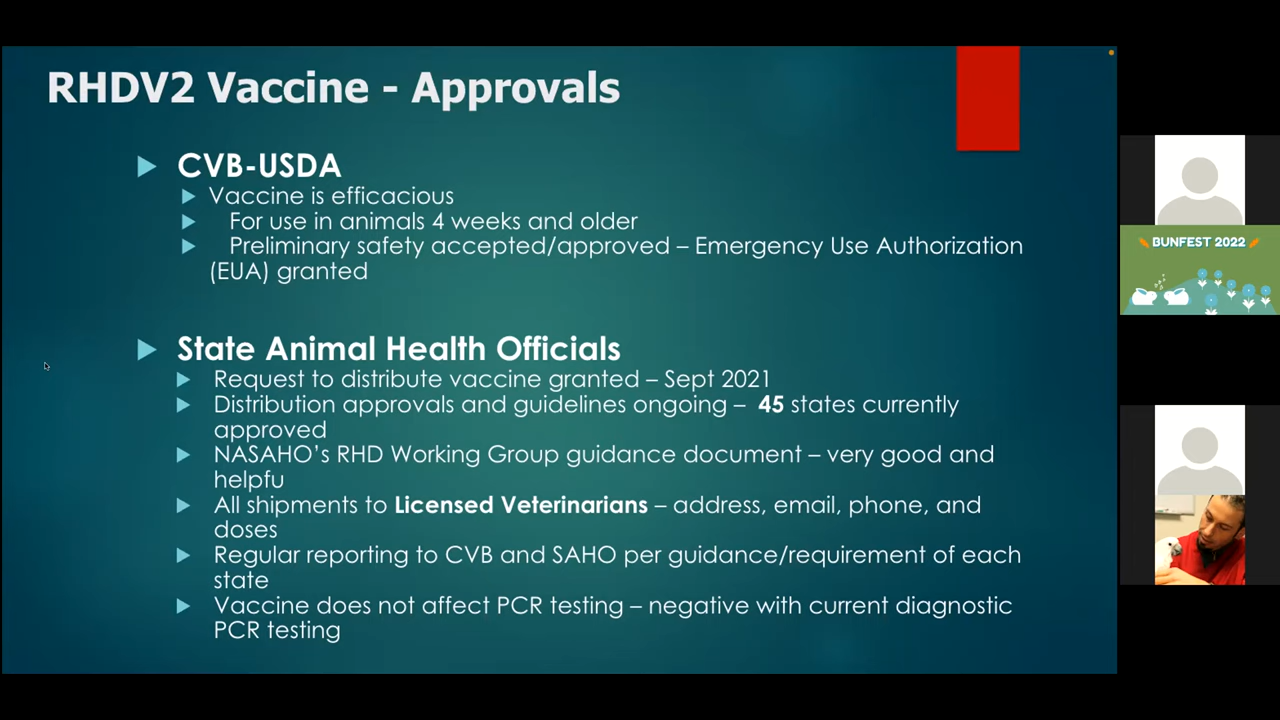 RHDV2 Vaccine - Approvals
CVB-USDA
Vaccine is efficacious
For use in animals 4 weeks and older
Preliminary safety accepted/approved – Emergency Use Authorization
(EUA) granted
State Animal Health Officials
Request to distribute vaccine granted – Sept 2021
Distribution approvals and guidelines ongoing – 45 states currently
approved
NASAHO's RHD Working Group guidance document – very good and
helpfu
All shipments to Licensed Veterinarians – address, email, phone, and
doses
Regular reporting to CVB and SAHO per guidance/requirement of each
state
Vaccine does not affect PCR testing – negative with current diagnostic
PCR testing
BUNFEST 2022